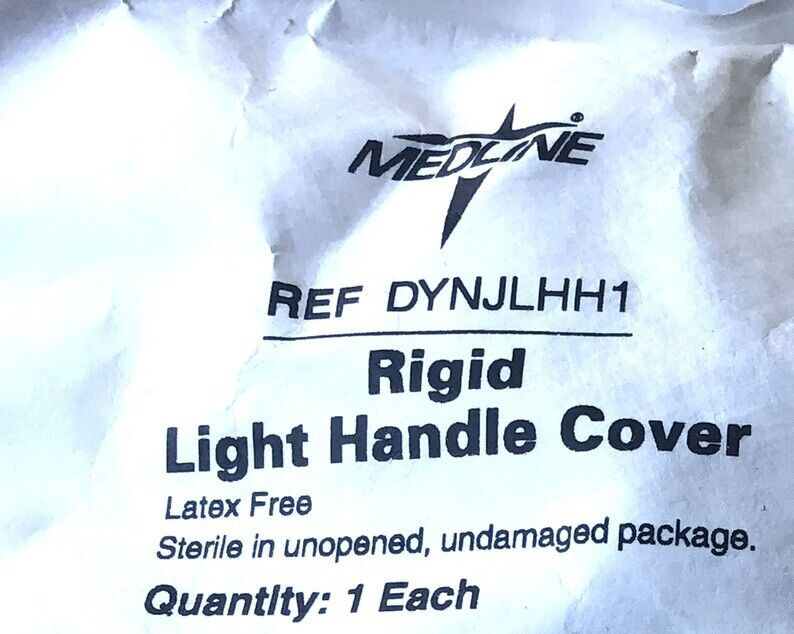 MEDLINE®
REF DYNJLHH1
Rigid
Light Handle Cover
Latex Free
Sterile in unopened, undamaged package.
Quantity: 1 Each